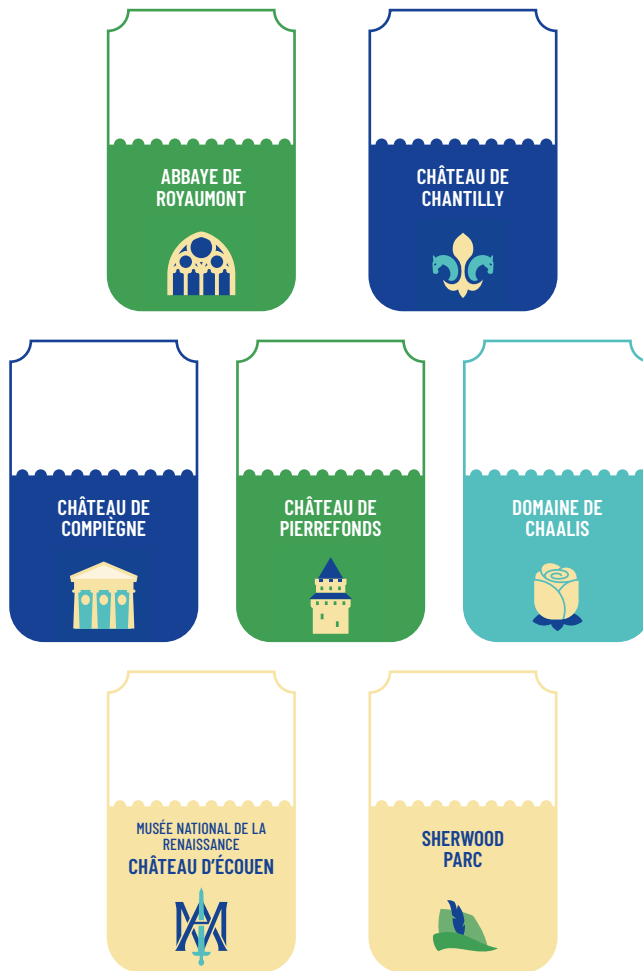 ABBAYE DE
ROYAUMONT
CHÂTEAU DE
CHANTILLY
CHÂTEAU DE
COMPIÈGNE
CHÂTEAU DE
PIERREFONDS
DOMAINE DE
CHAALIS
MUSÉE NATIONAL DE LA
RENAISSANCE
CHÂTEAU D'ÉCOUEN
SHERWOOD
PARC